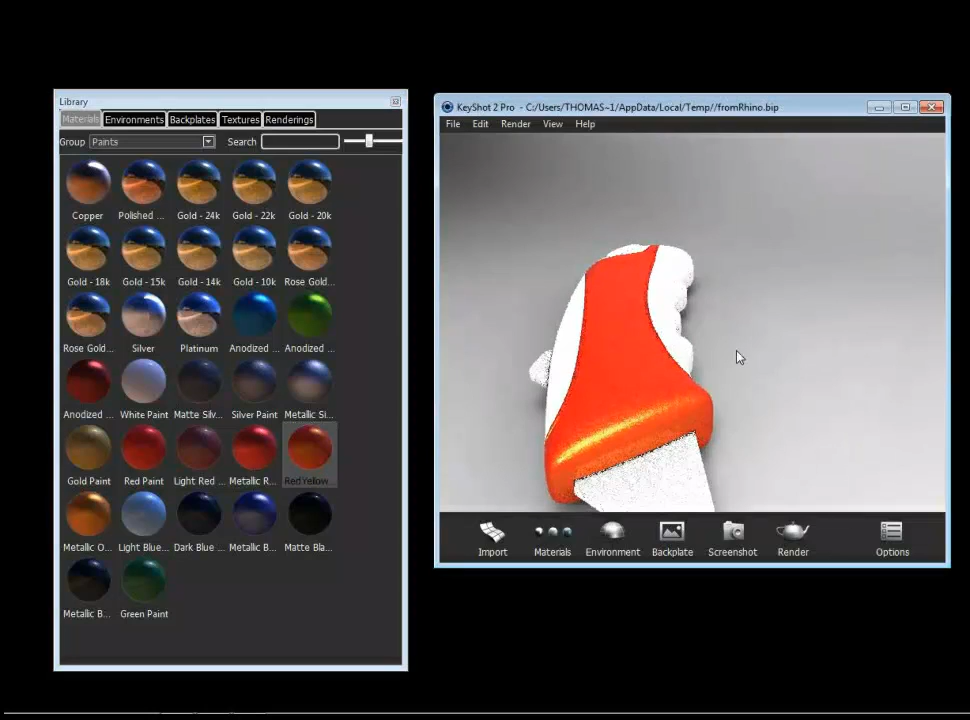 Library
Materials Environments Backplates Textures Renderings
Group Paints Search
Copper Polished ... Gold - 24k Gold - 22k Gold - 20k
Gold - 18k Gold - 15k Gold - 14k Gold - 10k Rose Gold...
Rose Gold... Silver Platinum Anodized ... Anodized ...
Anodized ... White Paint Matte Silv... Silver Paint Metallic Si...
Gold Paint Red Paint Light Red ... Metallic R... Red Yellow...
Metallic O... Light Blue... Dark Blue ... Metallic B... Matte Bla...
Metallic B... Green Paint
KeyShot 2 Pro - C:/Users/THOMAS~1/AppData/Local/Temp//fromRhino.bip
File Edit Render View Help
Import Materials Environment Backplate Screenshot Render Options